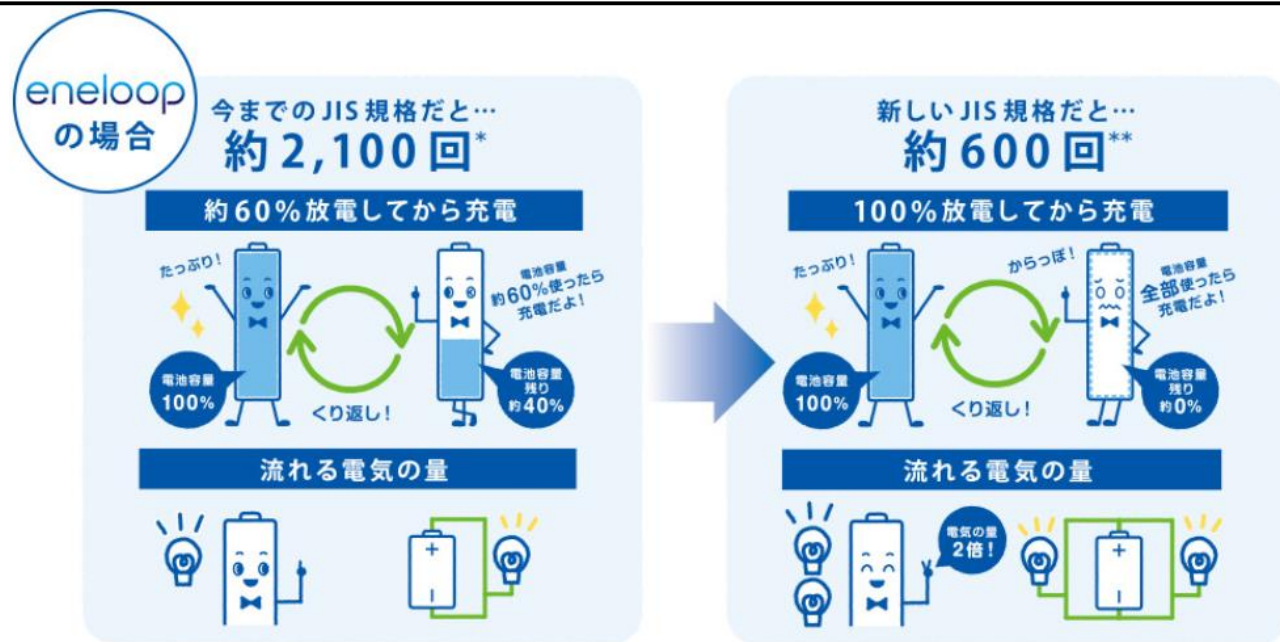 eneloop
の場合
今までのJIS規格だと…
約2,100回*
約60%放電してから充電
たっぷり!
電池容量
約60%使ったら
充電だよ!
電池容量
100%
くり返し!
電池容量
残り
約40%
流れる電気の量
+
−
新しいJIS規格だと…
約600回**
100%放電してから充電
たっぷり!
からっぽ!
電池容量
全部使ったら
充電だよ!
電池容量
100%
くり返し!
電池容量
残り
約0%
流れる電気の量
電気の量
2倍!
+
−